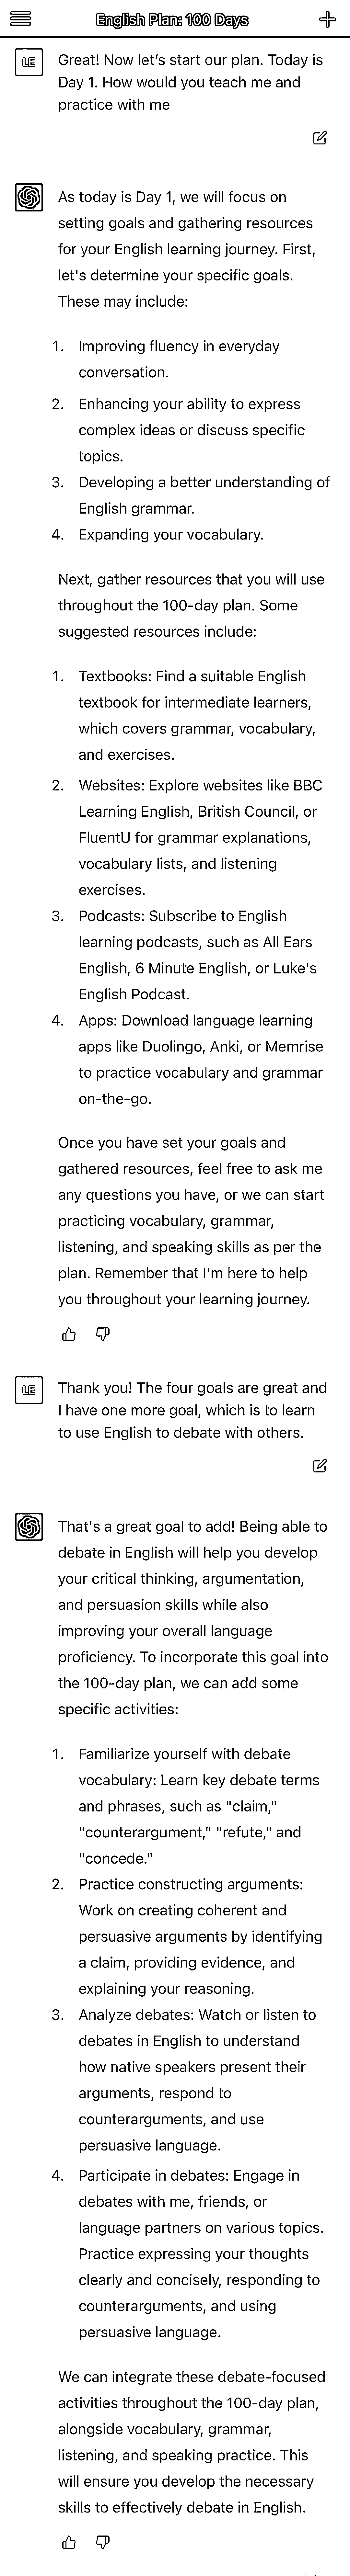 English Plan: 100 Days
LE
Great! Now let's start our plan. Today is
Day 1. How would you teach me and
practice with me
As today is Day 1, we will focus on
setting goals and gathering resources
for your English learning journey. First,
let's determine your specific goals.
These may include:
1. Improving fluency in everyday
conversation.
2. Enhancing your ability to express
complex ideas or discuss specific
topics.
3. Developing a better understanding of
English grammar.
4. Expanding your vocabulary.
Next, gather resources that you will use
throughout the 100-day plan. Some
suggested resources include:
1. Textbooks: Find a suitable English
textbook for intermediate learners,
which covers grammar, vocabulary,
and exercises.
2. Websites: Explore websites like BBC
Learning English, British Council, or
FluentU for grammar explanations,
vocabulary lists, and listening
exercises.
3. Podcasts: Subscribe to English
learning podcasts, such as All Ears
English, 6 Minute English, or Luke's
English Podcast.
4. Apps: Download language learning
apps like Duolingo, Anki, or Memrise
to practice vocabulary and grammar
on-the-go.
Once you have set your goals and
gathered resources, feel free to ask me
any questions you have, or we can start
practicing vocabulary, grammar,
listening, and speaking skills as per the
plan. Remember that I'm here to help
you throughout your learning journey.
LE
Thank you! The four goals are great and
I have one more goal, which is to learn
to use English to debate with others.
That's a great goal to add! Being able to
debate in English will help you develop
your critical thinking, argumentation,
and persuasion skills while also
improving your overall language
proficiency. To incorporate this goal into
the 100-day plan, we can add some
specific activities:
1. Familiarize yourself with debate
vocabulary: Learn key debate terms
and phrases, such as "claim,"
"counterargument," "refute," and
"concede."
2. Practice constructing arguments:
Work on creating coherent and
persuasive arguments by identifying
a claim, providing evidence, and
explaining your reasoning.
3. Analyze debates: Watch or listen to
debates in English to understand
how native speakers present their
arguments, respond to
counterarguments, and use
persuasive language.
4. Participate in debates: Engage in
debates with me, friends, or
language partners on various topics.
Practice expressing your thoughts
clearly and concisely, responding to
counterarguments, and using
persuasive language.
We can integrate these debate-focused
activities throughout the 100-day plan,
alongside vocabulary, grammar,
listening, and speaking practice. This
will ensure you develop the necessary
skills to effectively debate in English.